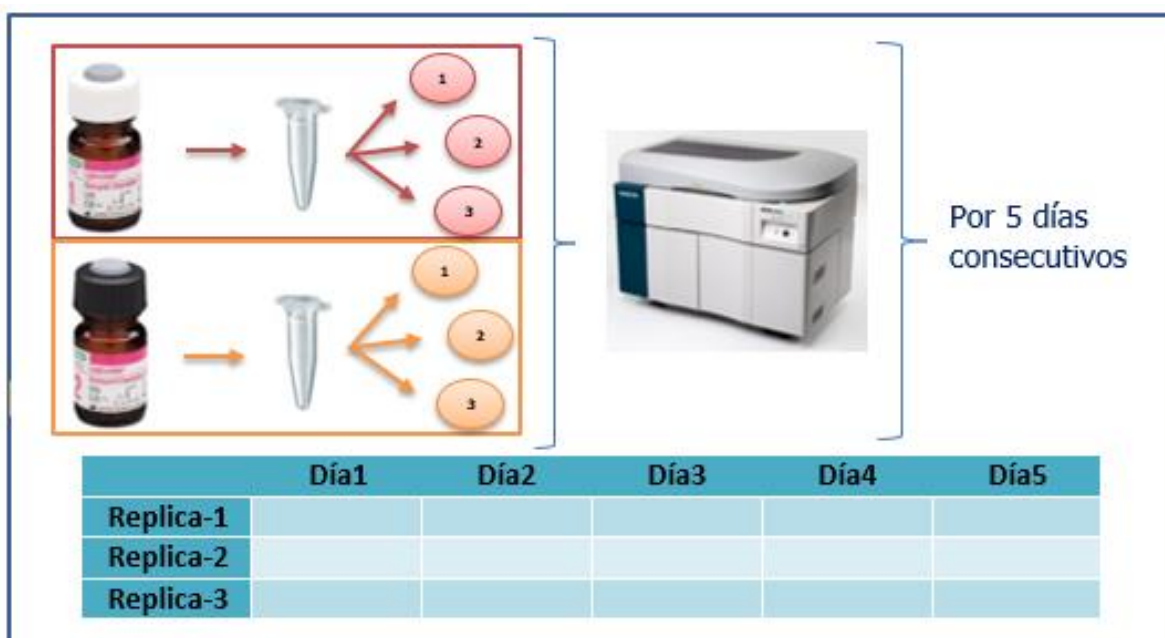 1
2
3
1
2
3
Por 5 días
consecutivos
Día1 Día2 Día3 Día4 Día5
Replica-1
Replica-2
Replica-3